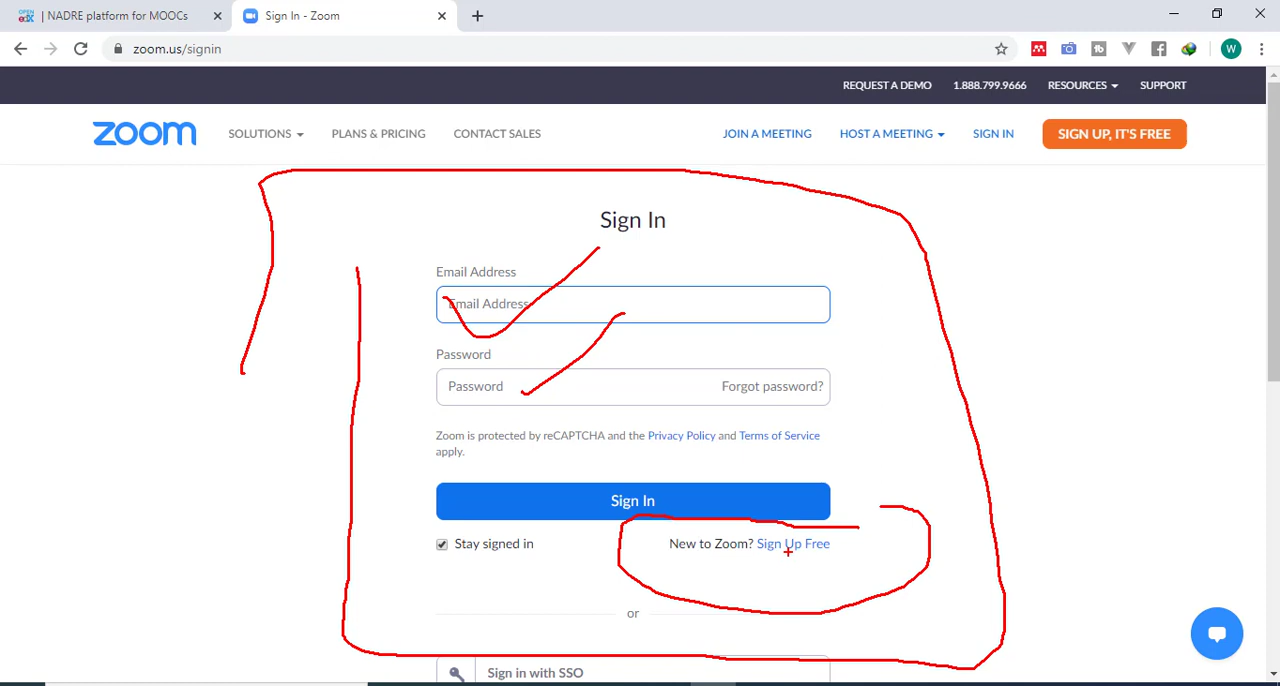 | NADRE platform for MOOCs
Sign In - Zoom
zoom.us/signin
W
REQUEST A DEMO 1.888.799.9666 RESOURCES SUPPORT
zoom SOLUTIONS PLANS & PRICING CONTACT SALES JOIN A MEETING HOST A MEETING SIGN IN SIGN UP, IT'S FREE
Sign In
Email Address
Email Address
Password
Password Forgot password?
Zoom is protected by reCAPTCHA and the Privacy Policy and Terms of Service
apply.
Sign In
Stay signed in New to Zoom? Sign Up Free
or
Sign in with SSO